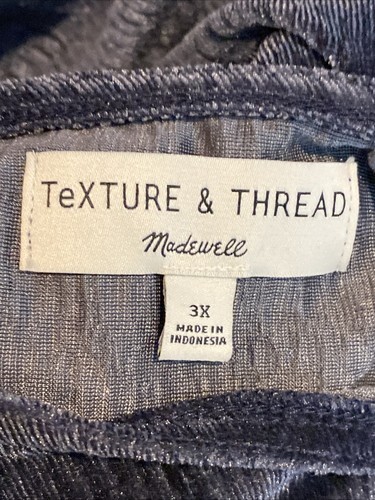 TeXTURE & THREAD
Madewell
3X
MADE IN
INDONESIA